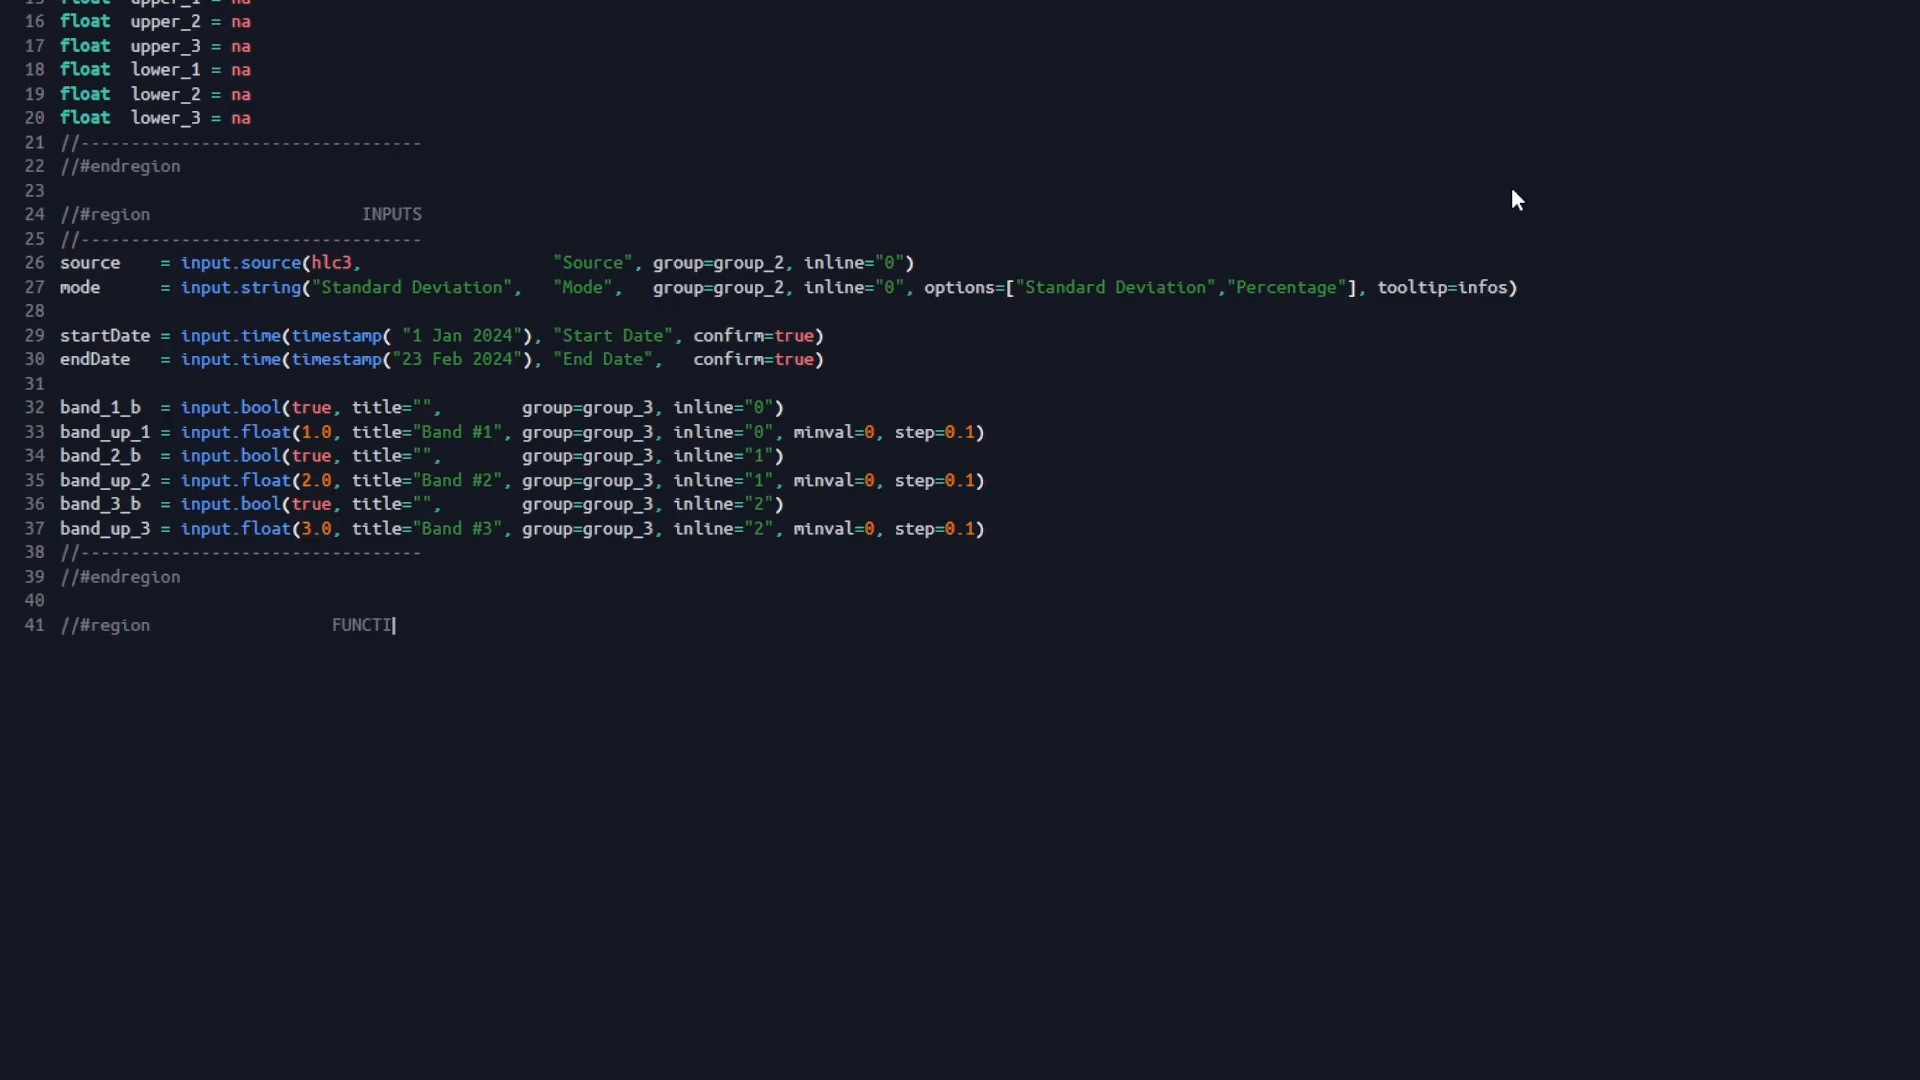 15 float  upper_1 = na
16 float  upper_2 = na
17 float  upper_3 = na
18 float  lower_1 = na
19 float  lower_2 = na
20 float  lower_3 = na
21 //----------------------------------
22 //#endregion
23
24 //#region                     INPUTS
25 //----------------------------------
26 source    = input.source(hlc3,                   "Source", group=group_2, inline="0")
27 mode      = input.string("Standard Deviation",   "Mode",   group=group_2, inline="0", options=["Standard Deviation","Percentage"], tooltip=infos)
28
29 startDate = input.time(timestamp( "1 Jan 2024"), "Start Date", confirm=true)
30 endDate   = input.time(timestamp("23 Feb 2024"), "End Date",   confirm=true)
31
32 band_1_b  = input.bool(true, title="",        group=group_3, inline="0")
33 band_up_1 = input.float(1.0, title="Band #1", group=group_3, inline="0", minval=0, step=0.1)
34 band_2_b  = input.bool(true, title="",        group=group_3, inline="1")
35 band_up_2 = input.float(2.0, title="Band #2", group=group_3, inline="1", minval=0, step=0.1)
36 band_3_b  = input.bool(true, title="",        group=group_3, inline="2")
37 band_up_3 = input.float(3.0, title="Band #3", group=group_3, inline="2", minval=0, step=0.1)
38 //----------------------------------
39 //#endregion
40
41 //#region                  FUNCTI